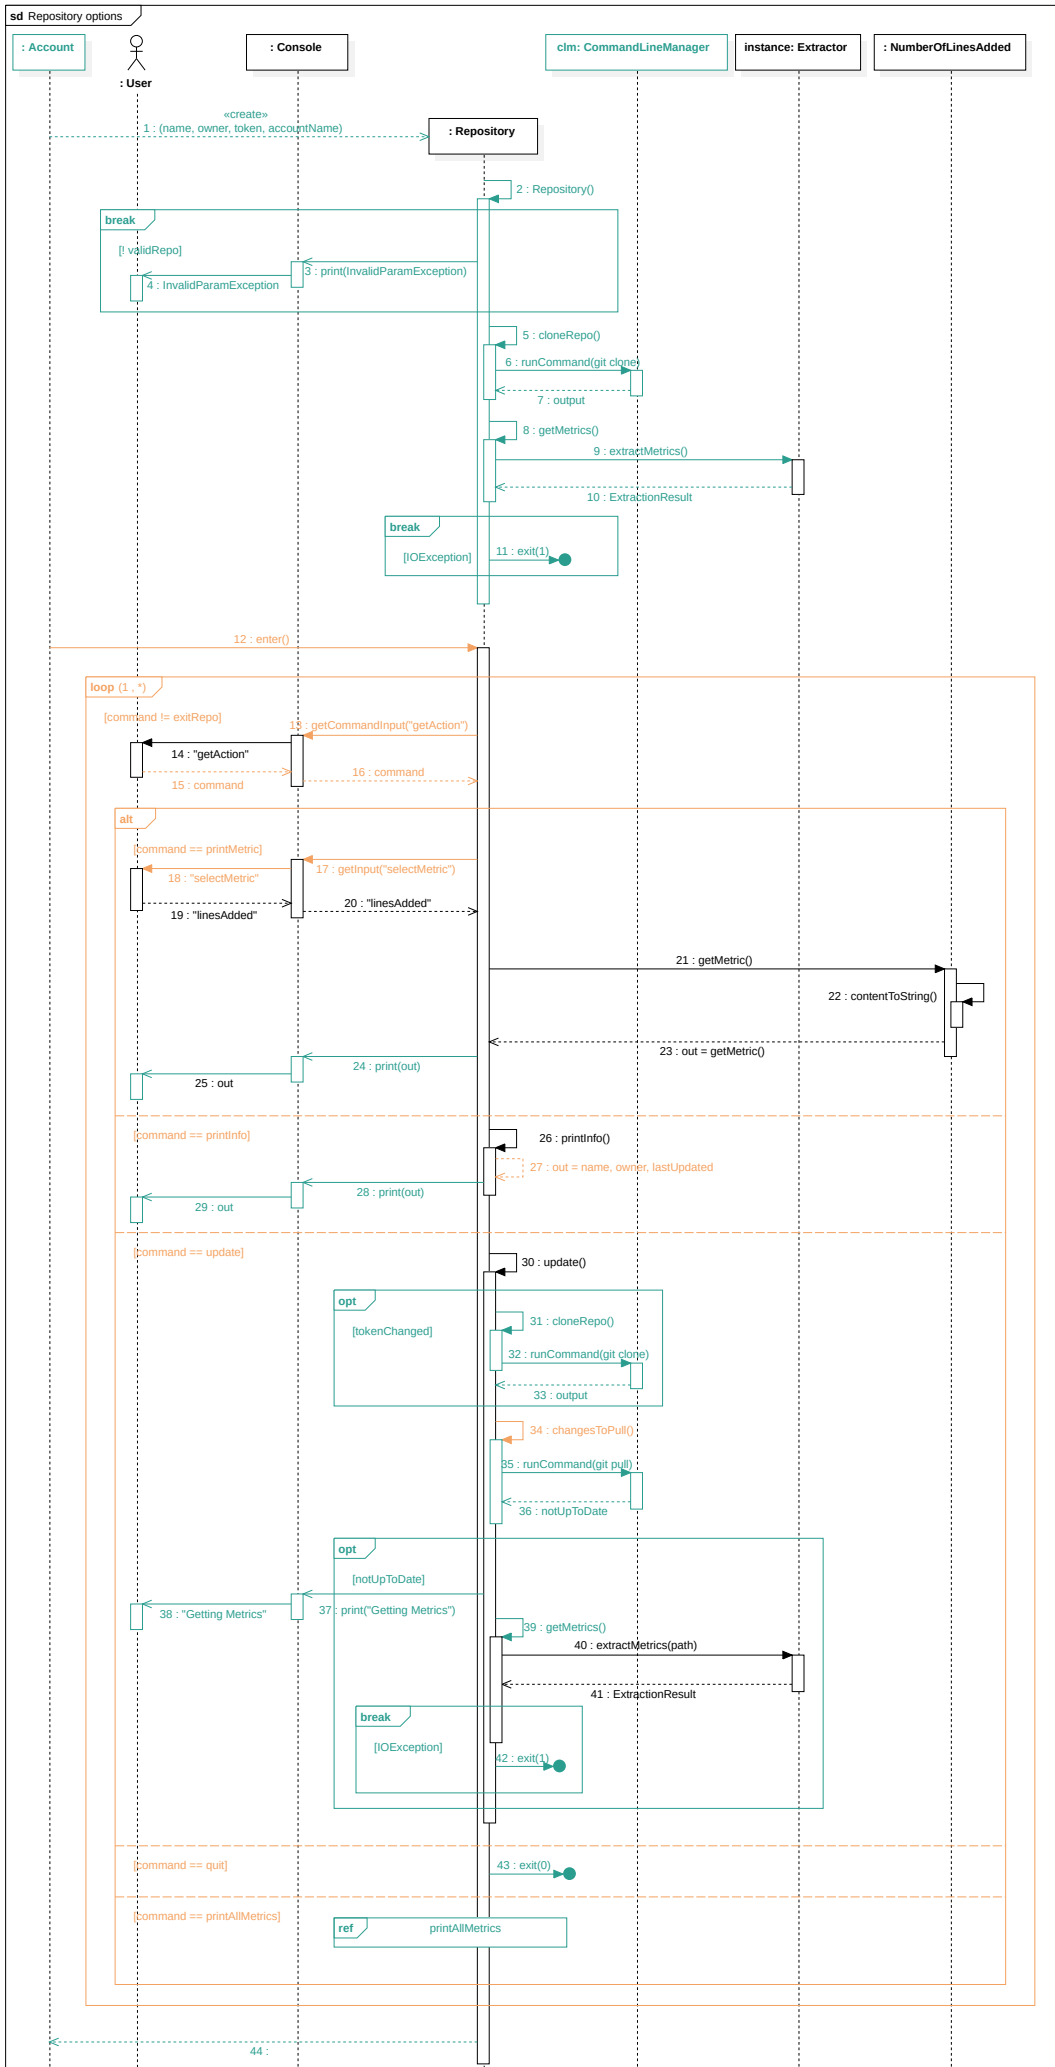 sd Repository options
: Account
: User
: Console
clm: CommandLineManager
instance: Extractor
: NumberOfLinesAdded
«create»
1 : (name, owner, token, accountName)
: Repository
2 : Repository()
break
[! validRepo]
3 : print(InvalidParamException)
4 : InvalidParamException
5 : cloneRepo()
6 : runCommand(git clone)
7 : output
8 : getMetrics()
9 : extractMetrics()
10 : ExtractionResult
break
[IOException]
11 : exit(1)
12 : enter()
loop (1 , *)
[command != exitRepo]
13 : getCommandInput("getAction")
14 : "getAction"
15 : command
16 : command
alt
[command == printMetric]
17 : getInput("selectMetric")
18 : "selectMetric"
19 : "linesAdded"
20 : "linesAdded"
21 : getMetric()
22 : contentToString()
23 : out = getMetric()
24 : print(out)
25 : out
[command == printInfo]
26 : printInfo()
27 : out = name, owner, lastUpdated
28 : print(out)
29 : out
[command == update]
30 : update()
opt
[tokenChanged]
31 : cloneRepo()
32 : runCommand(git clone)
33 : output
34 : changesToPull()
35 : runCommand(git pull)
36 : notUpToDate
opt
[notUpToDate]
37 : print("Getting Metrics")
38 : "Getting Metrics"
39 : getMetrics()
40 : extractMetrics(path)
41 : ExtractionResult
break
[IOException]
42 : exit(1)
[command == quit]
43 : exit(0)
[command == printAllMetrics]
ref
printAllMetrics
44 :